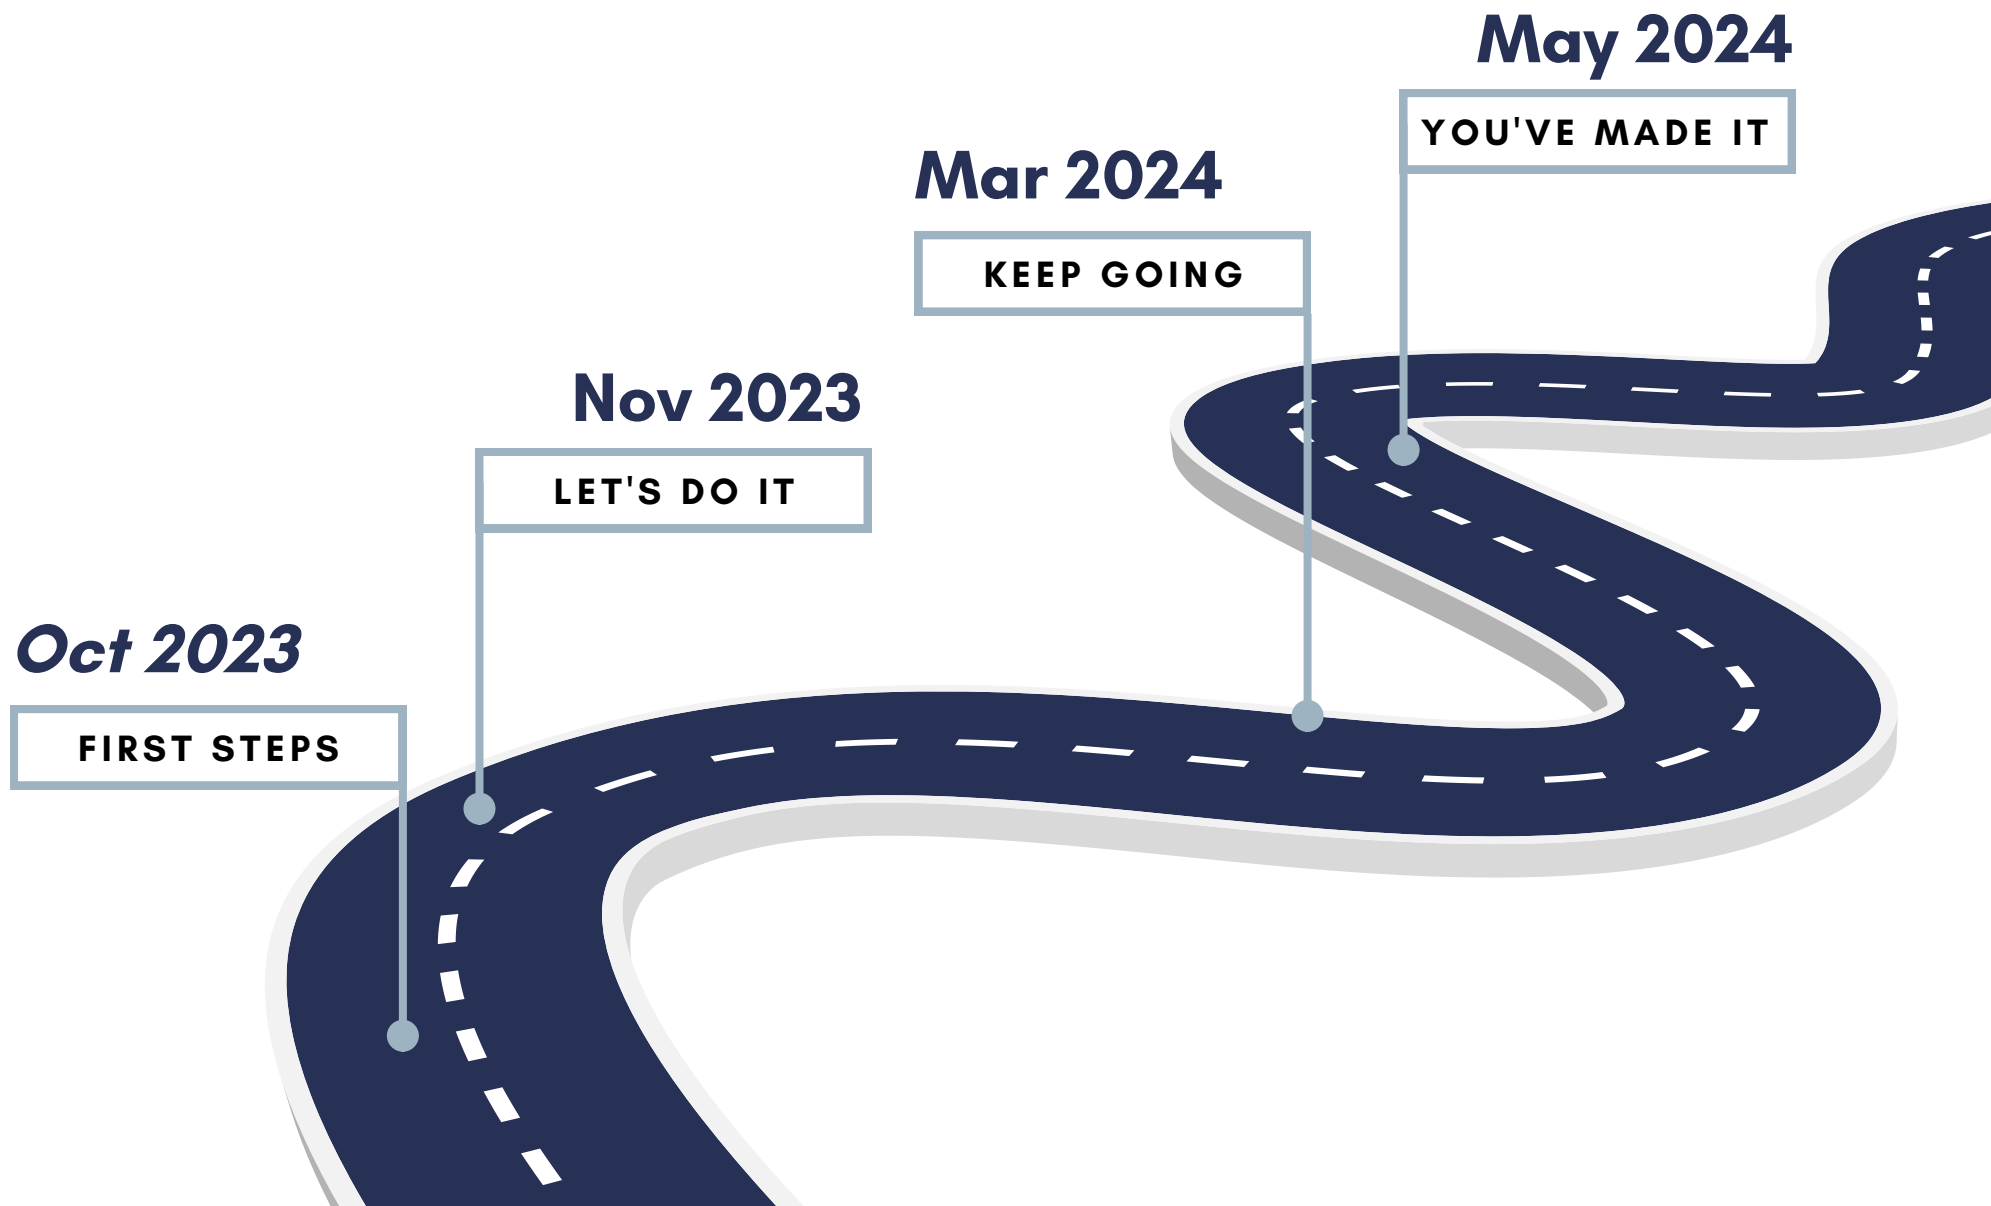 May 2024
YOU'VE MADE IT
Mar 2024
KEEP GOING
Nov 2023
LET'S DO IT
Oct 2023
FIRST STEPS